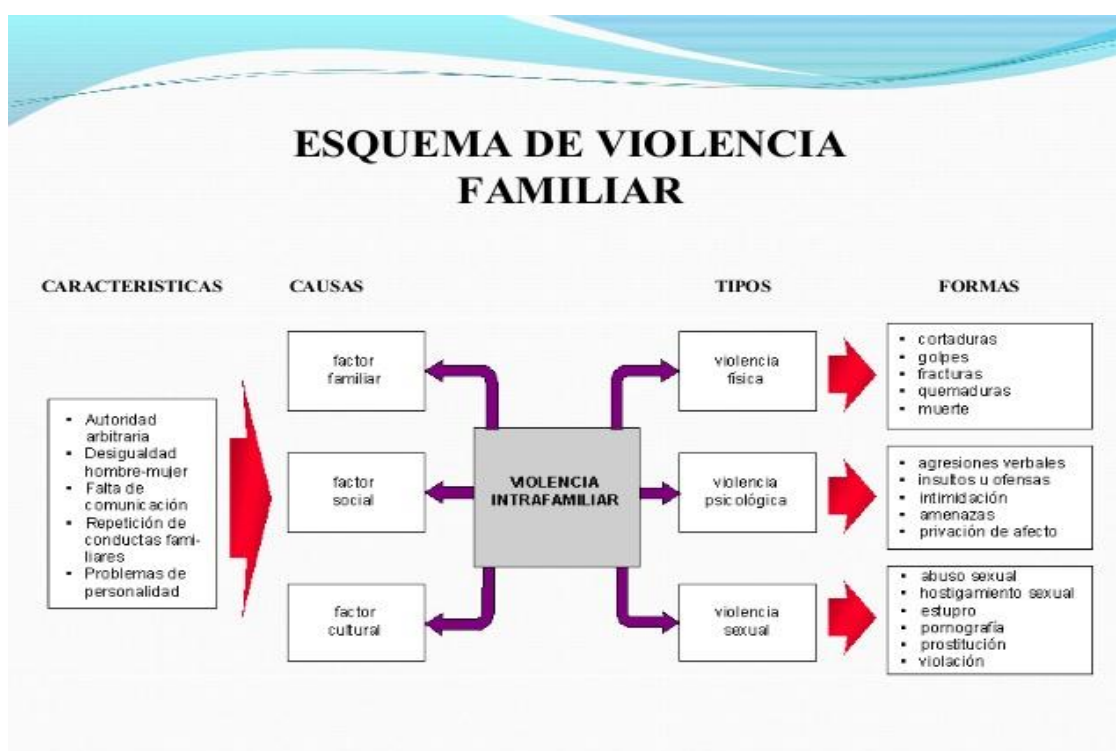 ESQUEMA DE VIOLENCIA
FAMILIAR
CARACTERISTICAS
CAUSAS
TIPOS
FORMAS
▪ Autoridad
arbitraria
▪ Desigualdad
hombre-mujer
▪ Falta de
comunicación
▪ Repetición de
conductas fami-
liares
▪ Problemas de
personalidad
factor
familiar
factor
social
factor
cultural
VIOLENCIA
INTRAFAMILIAR
violencia
física
violencia
psicológica
violencia
sexual
▪ cortaduras
▪ golpes
▪ fracturas
▪ quemaduras
▪ muerte
▪ agresiones verbales
▪ insultos u ofensas
▪ intimidación
▪ amenazas
▪ privación de afecto
▪ abuso sexual
▪ hostigamiento sexual
▪ estupro
▪ pornografía
▪ prostitución
▪ violación